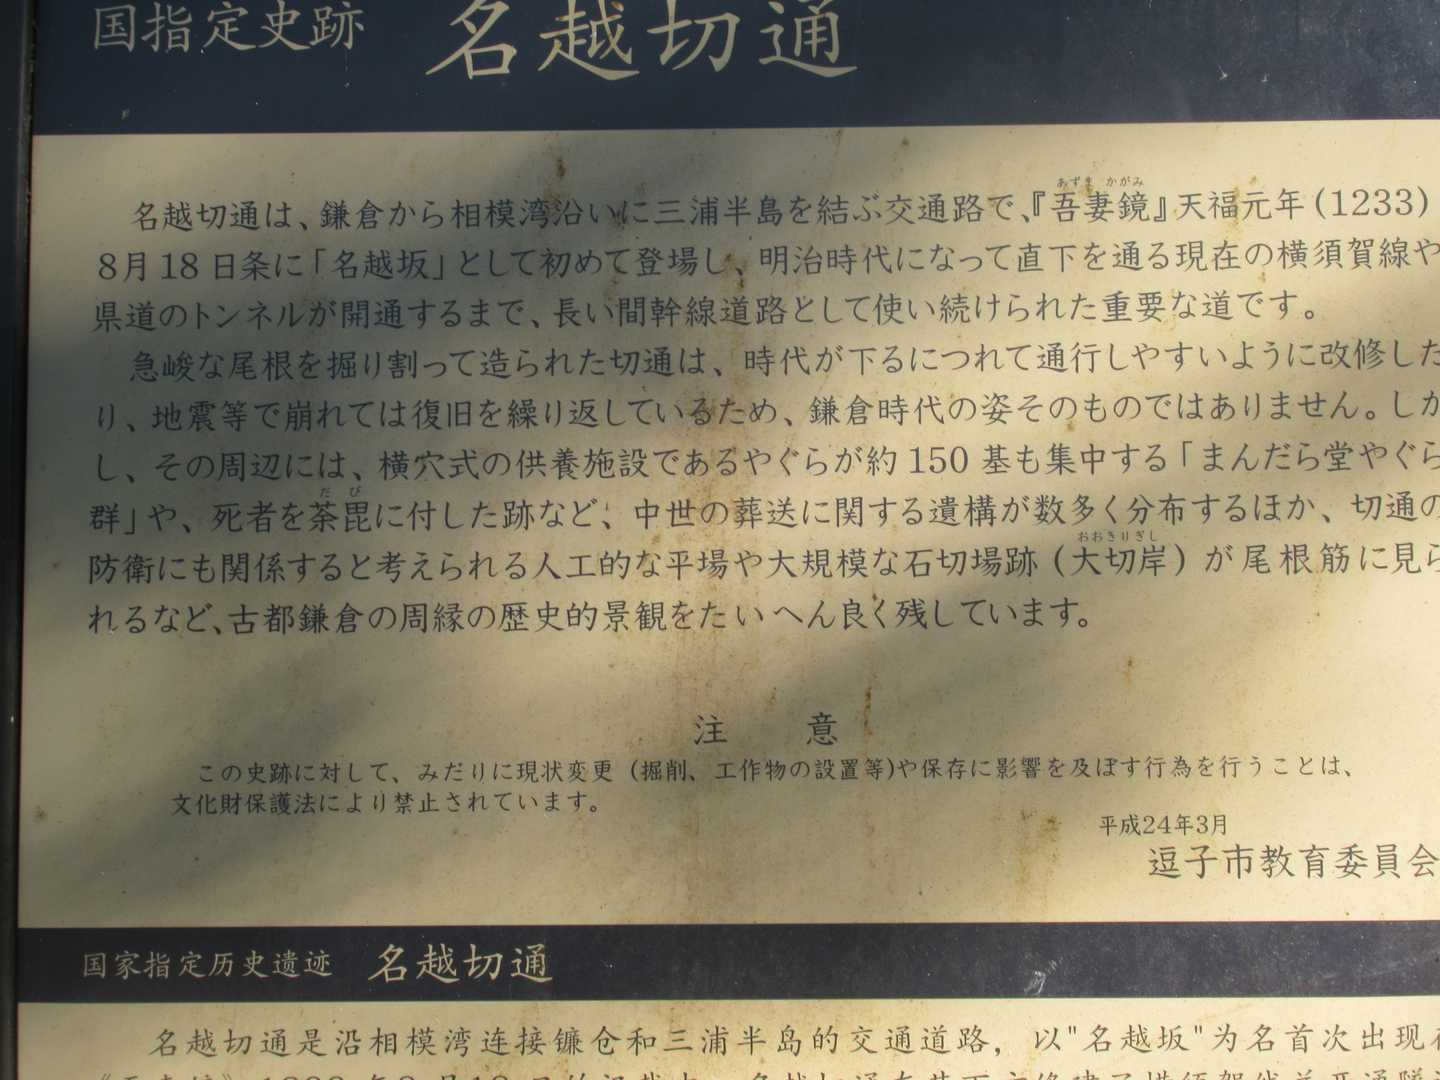 国指定史跡 名越切通
あずま かがみ
名越切通は、鎌倉から相模湾沿いに三浦半島を結ぶ交通路で、『吾妻鏡』天福元年(1233)
8月18日条に「名越坂」として初めて登場し、明治時代になって直下を通る現在の横須賀線や
県道のトンネルが開通するまで、長い間幹線道路として使い続けられた重要な道です。
急峻な尾根を掘り割って造られた切通は、時代が下るにつれて通行しやすいように改修した
り、地震等で崩れては復旧を繰り返しているため、鎌倉時代の姿そのものではありません。しか
し、その周辺には、横穴式の供養施設であるやぐらが約150基も集中する「まんだら堂やぐら
だび
群」や、死者を荼毘に付した跡など、中世の葬送に関する遺構が数多く分布するほか、切通の
おおきりぎし
防衛にも関係すると考えられる人工的な平場や大規模な石切場跡(大切岸)が尾根筋に見ら
れるなど、古都鎌倉の周縁の歴史的景観をたいへん良く残しています。
注 意
この史跡に対して、みだりに現状変更(掘削、工作物の設置等)や保存に影響を及ぼす行為を行うことは、
文化財保護法により禁止されています。
平成24年3月
逗子市教育委員会
国家指定历史遗迹 名越切通
名越切通是沿相模湾连接镰仓和三浦半岛的交通道路，以"名越坂"为名首次出现在